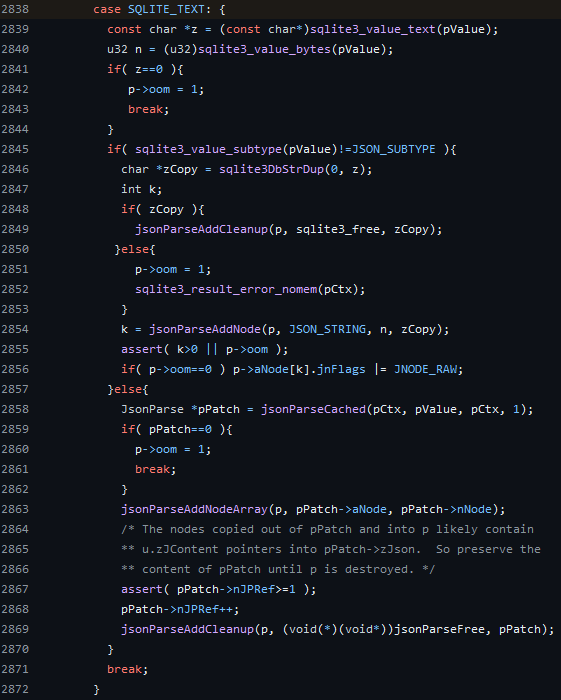 2838 case SQLITE_TEXT: {
2839 const char *z = (const char*)sqlite3_value_text(pValue);
2840 u32 n = (u32)sqlite3_value_bytes(pValue);
2841 if( z==0 ){
2842 p->oom = 1;
2843 break;
2844 }
2845 if( sqlite3_value_subtype(pValue)!=JSON_SUBTYPE ){
2846 char *zCopy = sqlite3DbStrDup(0, z);
2847 int k;
2848 if( zCopy ){
2849 jsonParseAddCleanup(p, sqlite3_free, zCopy);
2850 }else{
2851 p->oom = 1;
2852 sqlite3_result_error_nomem(pCtx);
2853 }
2854 k = jsonParseAddNode(p, JSON_STRING, n, zCopy);
2855 assert( k>0 || p->oom );
2856 if( p->oom==0 ) p->aNode[k].jnFlags |= JNODE_RAW;
2857 }else{
2858 JsonParse *pPatch = jsonParseCached(pCtx, pValue, pCtx, 1);
2859 if( pPatch==0 ){
2860 p->oom = 1;
2861 break;
2862 }
2863 jsonParseAddNodeArray(p, pPatch->aNode, pPatch->nNode);
2864 /* The nodes copied out of pPatch and into p likely contain
2865 ** u.zJContent pointers into pPatch->zJson.  So preserve the
2866 ** content of pPatch until p is destroyed. */
2867 assert( pPatch->nJPRef>=1 );
2868 pPatch->nJPRef++;
2869 jsonParseAddCleanup(p, (void(*)(void*))jsonParseFree, pPatch);
2870 }
2871 break;
2872 }